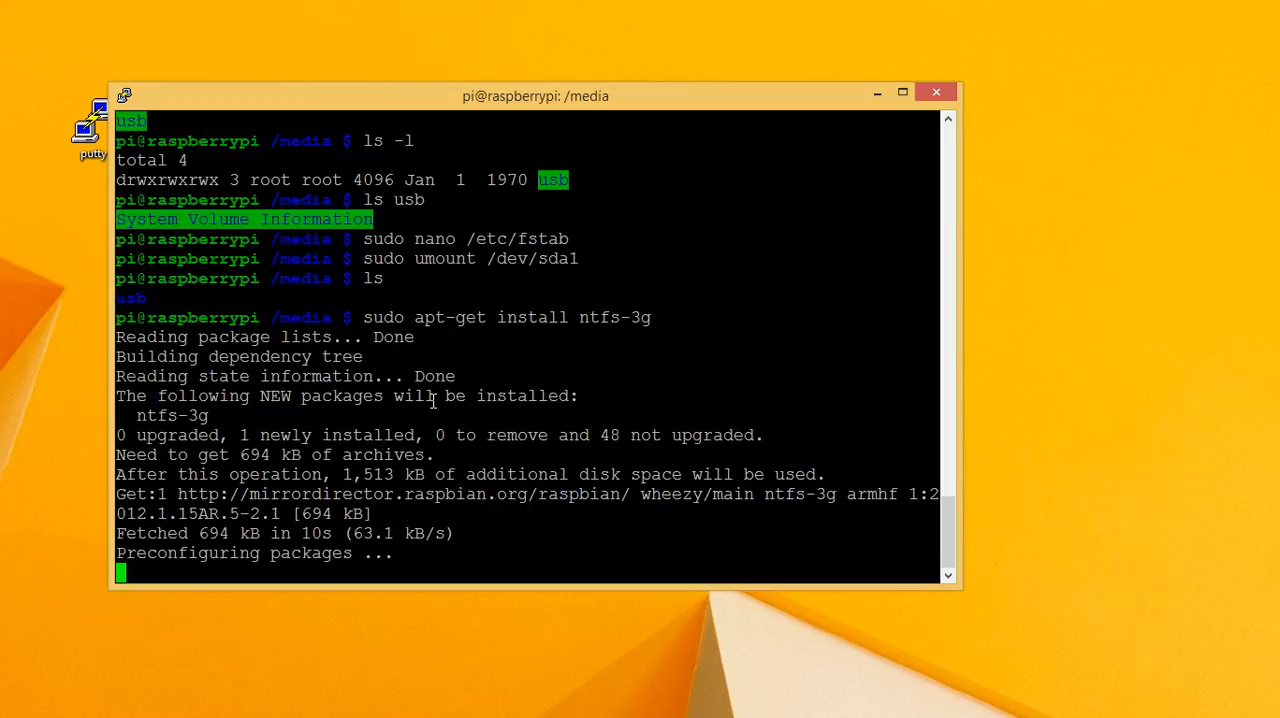 pi@raspberrypi: /media
putty
usb
pi@raspberrypi /media $ ls -l
total 4
drwxrwxrwx 3 root root 4096 Jan  1  1970 usb
pi@raspberrypi /media $ ls usb
System Volume Information
pi@raspberrypi /media $ sudo nano /etc/fstab
pi@raspberrypi /media $ sudo umount /dev/sda1
pi@raspberrypi /media $ ls
usb
pi@raspberrypi /media $ sudo apt-get install ntfs-3g
Reading package lists... Done
Building dependency tree
Reading state information... Done
The following NEW packages will be installed:
  ntfs-3g
0 upgraded, 1 newly installed, 0 to remove and 48 not upgraded.
Need to get 694 kB of archives.
After this operation, 1,513 kB of additional disk space will be used.
Get:1 http://mirrordirector.raspbian.org/raspbian/ wheezy/main ntfs-3g armhf 1:2
012.1.15AR.5-2.1 [694 kB]
Fetched 694 kB in 10s (63.1 kB/s)
Preconfiguring packages ...